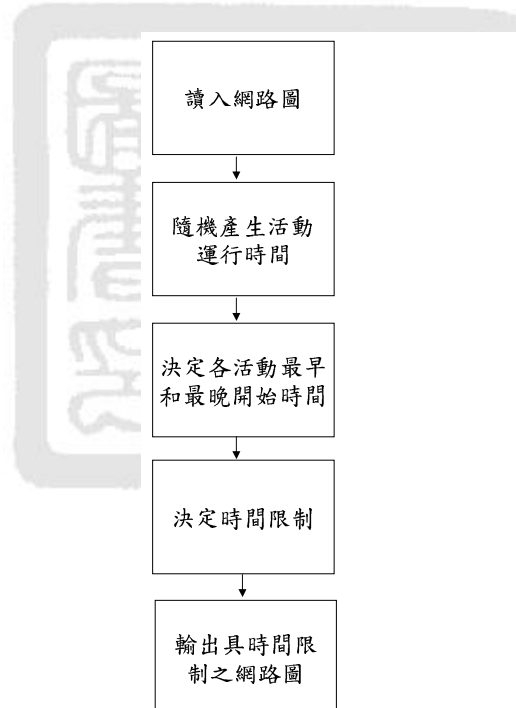 讀入網路圖
隨機產生活動
運行時間
決定各活動最早
和最晚開始時間
決定時間限制
輸出具時間限
制之網路圖